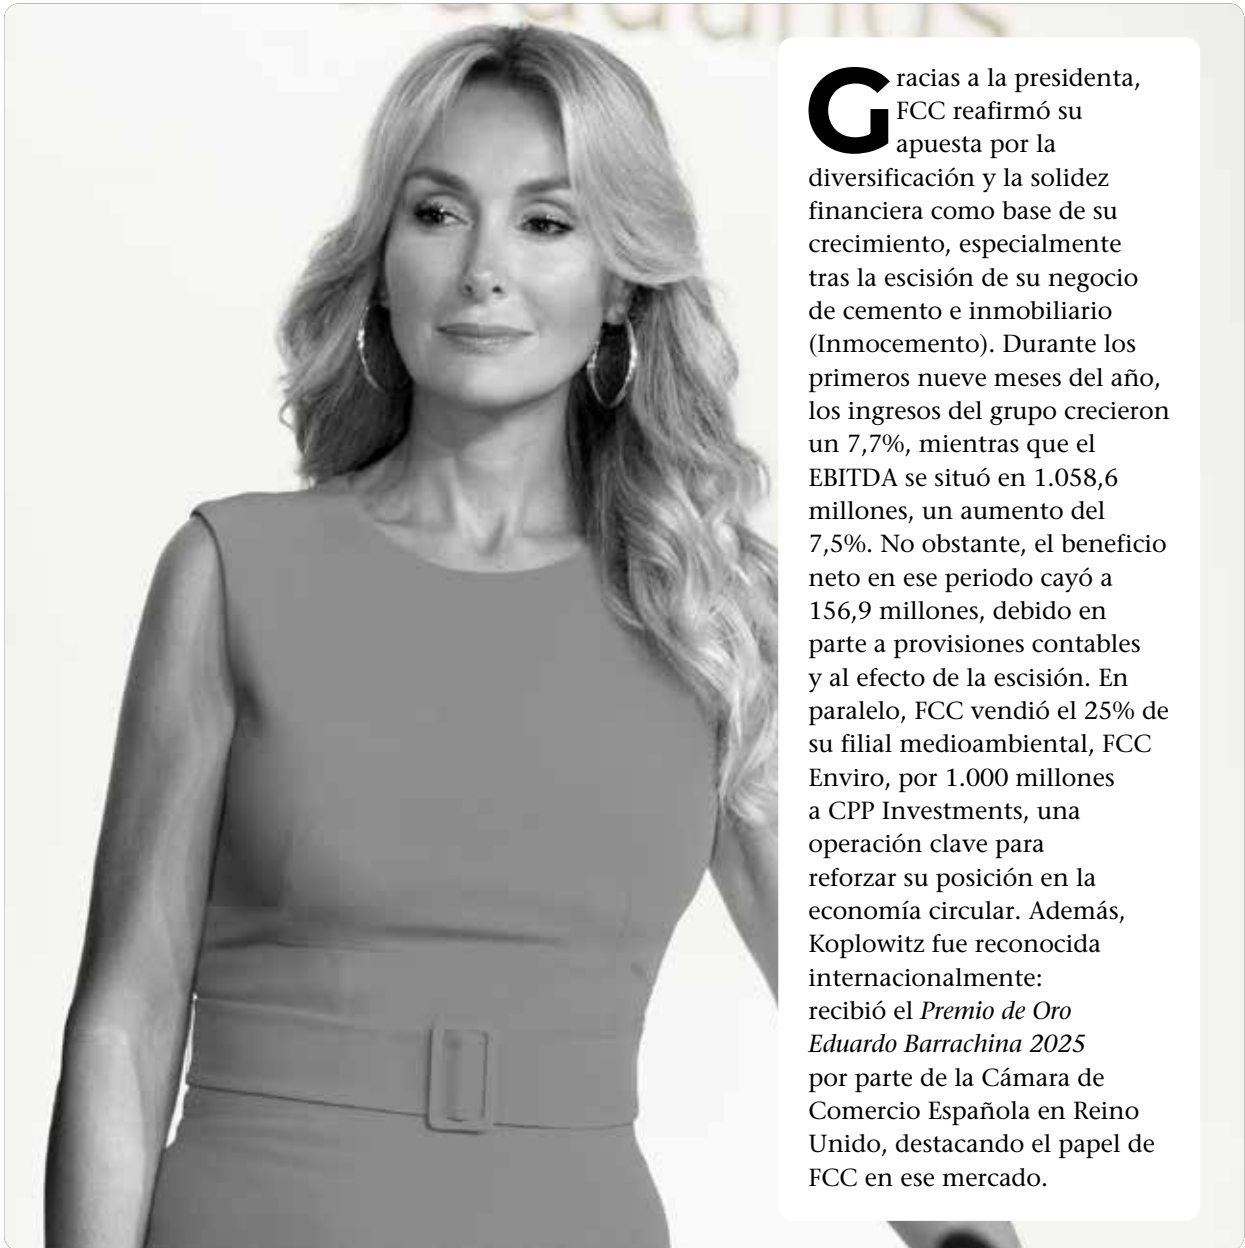 Gracias a la presidenta,
FCC reafirmó su
apuesta por la
diversificación y la solidez
financiera como base de su
crecimiento, especialmente
tras la escisión de su negocio
de cemento e inmobiliario
(Inmocemento). Durante los
primeros nueve meses del año,
los ingresos del grupo crecieron
un 7,7%, mientras que el
EBITDA se situó en 1.058,6
millones, un aumento del
7,5%. No obstante, el beneficio
neto en ese periodo cayó a
156,9 millones, debido en
parte a provisiones contables
y al efecto de la escisión. En
paralelo, FCC vendió el 25% de
su filial medioambiental, FCC
Enviro, por 1.000 millones
a CPP Investments, una
operación clave para
reforzar su posición en la
economía circular. Además,
Koplowitz fue reconocida
internacionalmente:
recibió el Premio de Oro
Eduardo Barrachina 2025
por parte de la Cámara de
Comercio Española en Reino
Unido, destacando el papel de
FCC en ese mercado.